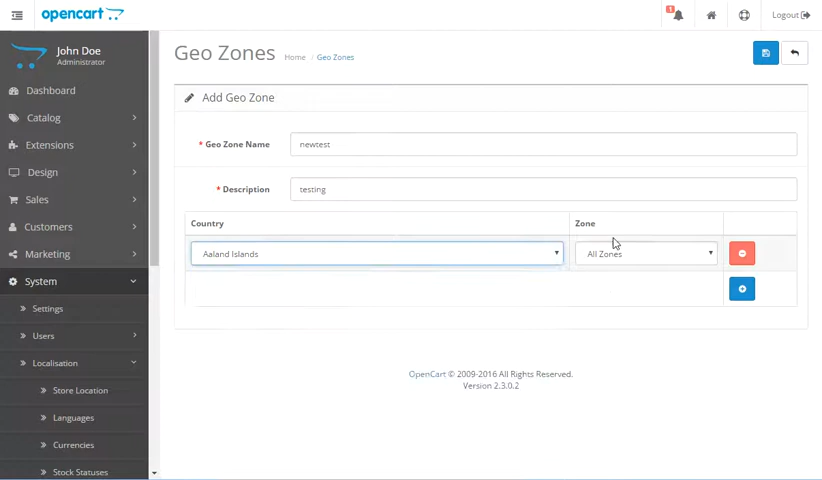 opencart
1
Logout
John Doe
Administrator
Geo Zones
Home / Geo Zones
Dashboard
Catalog
Extensions
Design
Sales
Customers
Marketing
System
Settings
Users
Localisation
Store Location
Languages
Currencies
Stock Statuses
Add Geo Zone
* Geo Zone Name
newtest
* Description
testing
Country
Zone
Aaland Islands
All Zones
OpenCart © 2009-2016 All Rights Reserved.
Version 2.3.0.2